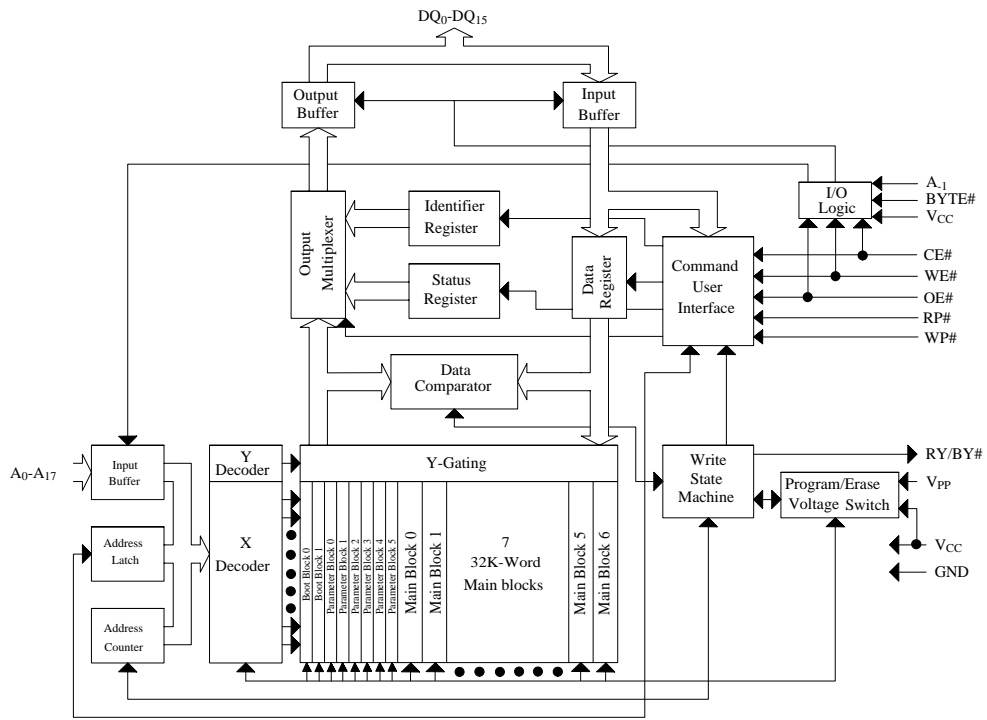 DQ0-DQ15
Output
Buffer
Input
Buffer
I/O
Logic
A-1
BYTE#
VCC
Output
Multiplexer
Identifier
Register
Status
Register
Data
Register
Command
User
Interface
CE#
WE#
OE#
RP#
WP#
Data
Comparator
A0-A17
Input
Buffer
Y
Decoder
Y-Gating
Write
State
Machine
RY/BY#
Program/Erase
Voltage Switch
VPP
VCC
GND
Address
Latch
X
Decoder
Address
Counter
Boot Block 0
Boot Block 1
Parameter Block 0
Parameter Block 1
Parameter Block 2
Parameter Block 3
Parameter Block 4
Parameter Block 5
Main Block 0
Main Block 1
7
32K-Word
Main blocks
Main Block 5
Main Block 6